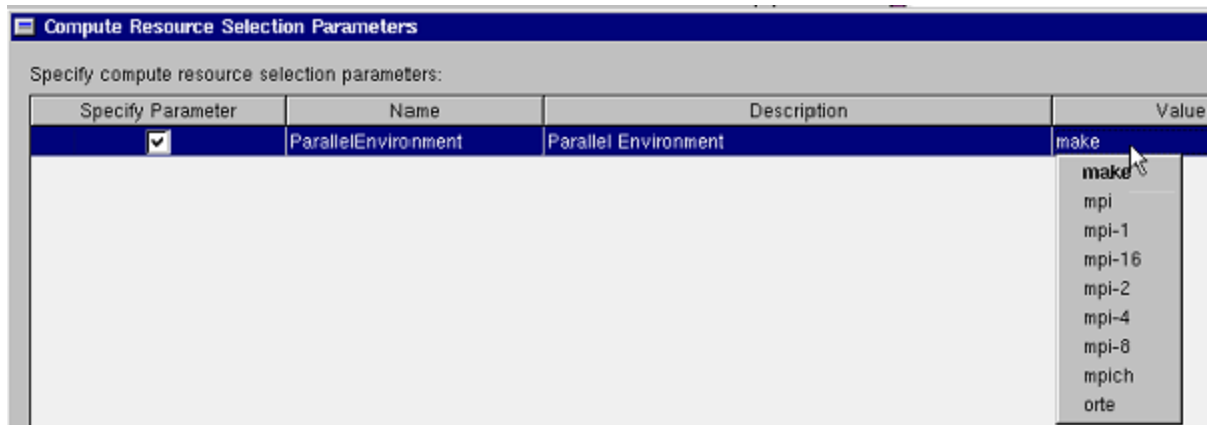 Compute Resource Selection Parameters
Specify compute resource selection parameters:
Specify Parameter Name Description Value
ParallelEnvironment Parallel Environment make
make
mpi
mpi-1
mpi-16
mpi-2
mpi-4
mpi-8
mpich
orte